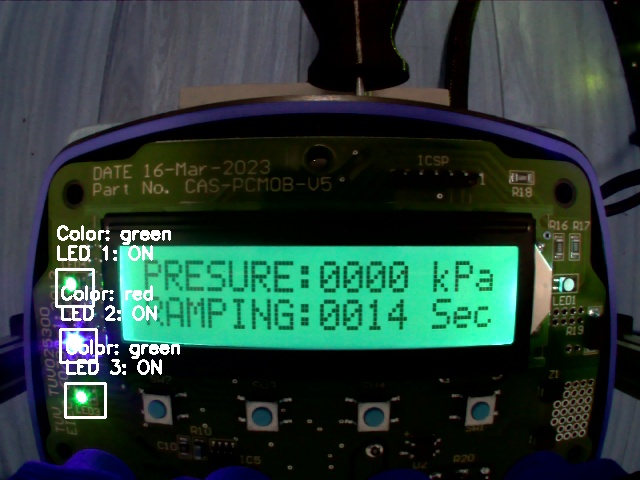 DATE 16-Mar-2023
Part No. CAS-PCMOB-V5
ICSP
1
R18
R16 R17
Color: green
LED 1: ON
PRESURE:0000 kPa
RAMPING:0014 Sec
Color: red
LED 2: ON
Color: green
LED 3: ON
LED1
R19
R10
IC5
R20